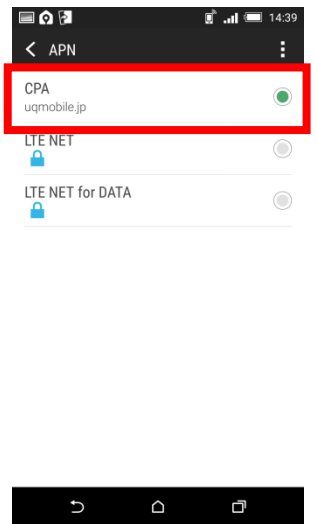 14:39
APN
CPA
uqmobile.jp
LTE NET
LTE NET for DATA